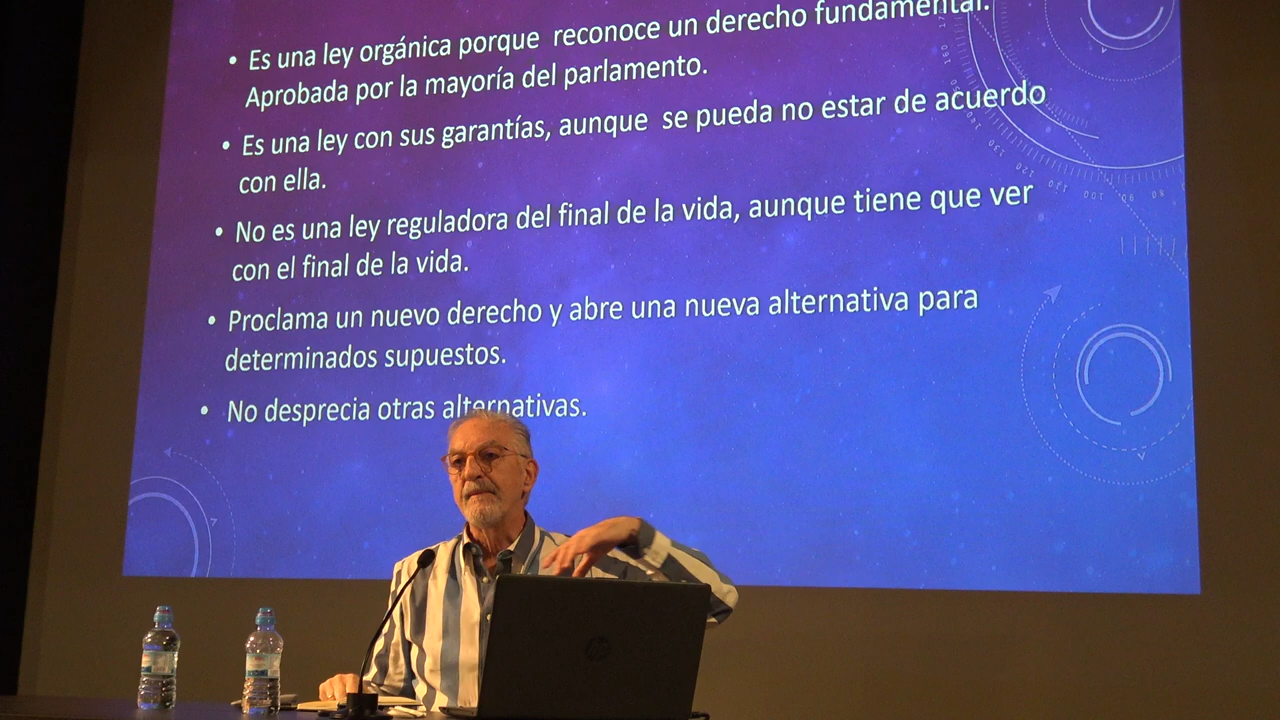 • Es una ley orgánica porque reconoce un derecho fundamental.
Aprobada por la mayoría del parlamento.
• Es una ley con sus garantías, aunque se pueda no estar de acuerdo
con ella.
• No es una ley reguladora del final de la vida, aunque tiene que ver
con el final de la vida.
• Proclama un nuevo derecho y abre una nueva alternativa para
determinados supuestos.
• No desprecia otras alternativas.